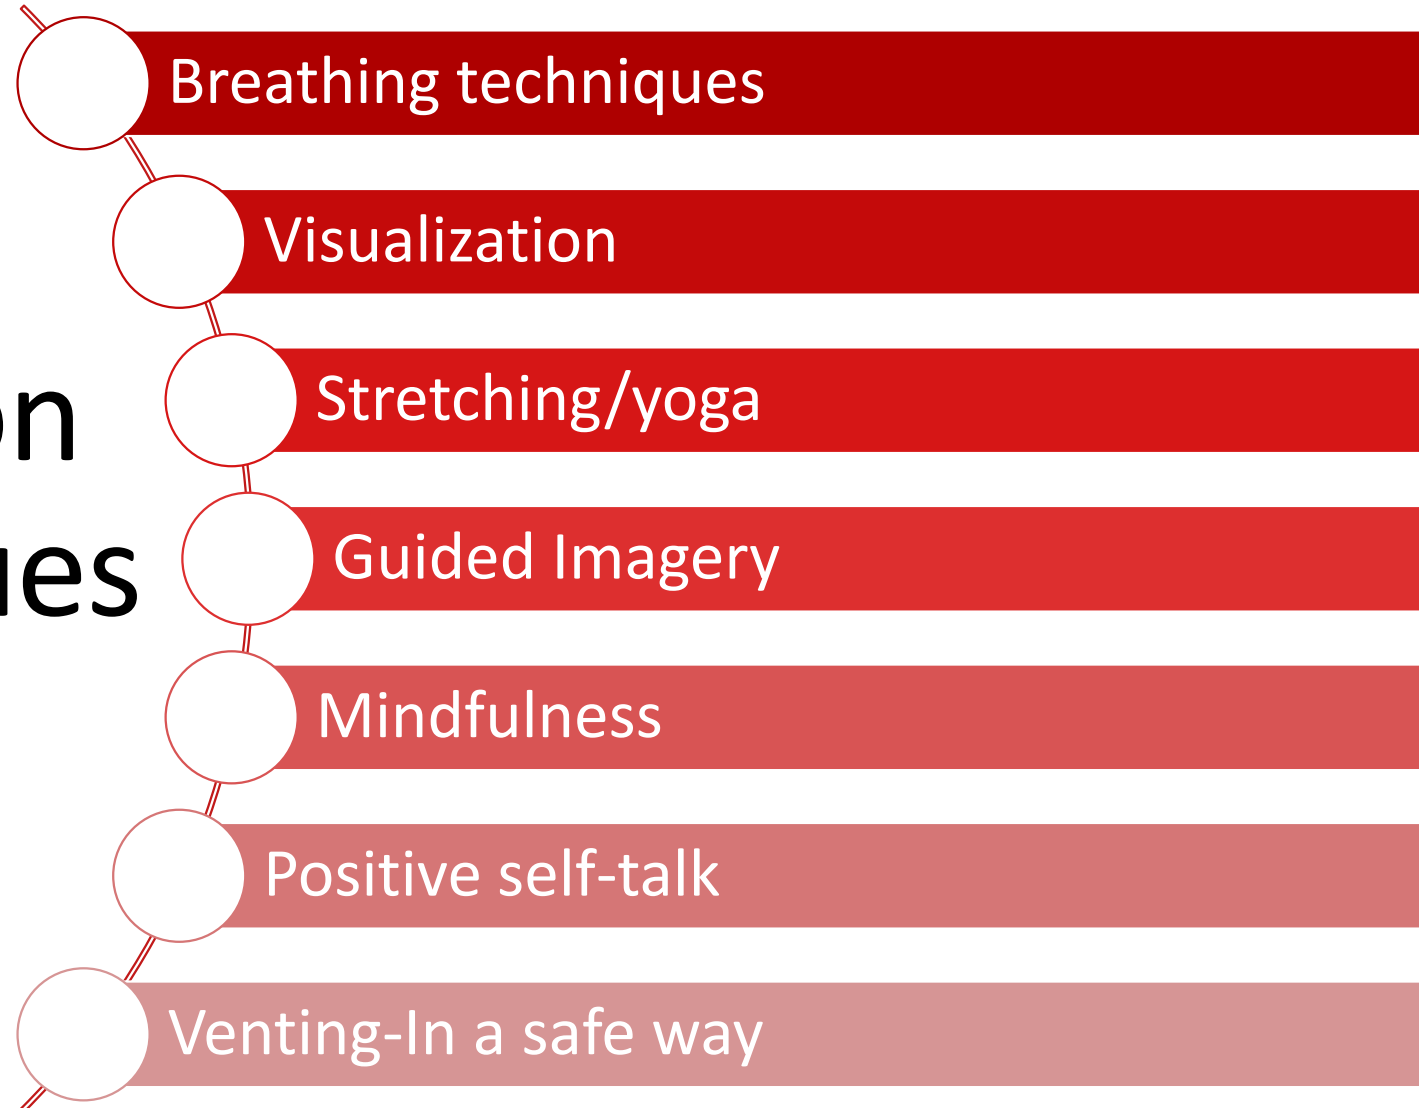 Breathing techniques
Visualization
Stretching/yoga
on
Guided Imagery
ues
Mindfulness
Positive self-talk
Venting-In a safe way